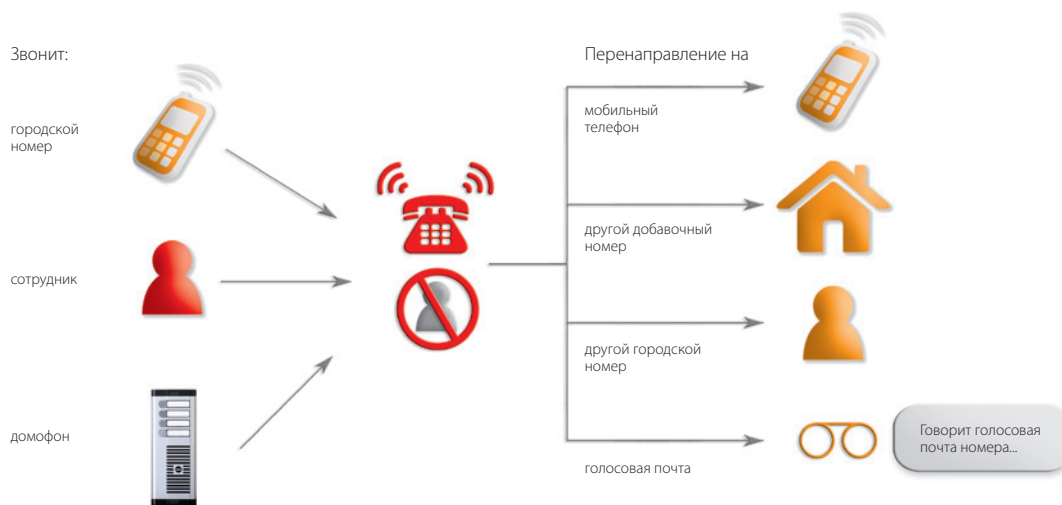 Звонит:
городской
номер
сотрудник
домофон
Перенаправление на
мобильный
телефон
другой добавочный
номер
другой городской
номер
голосовая почта
Говорит голосовая
почта номера...